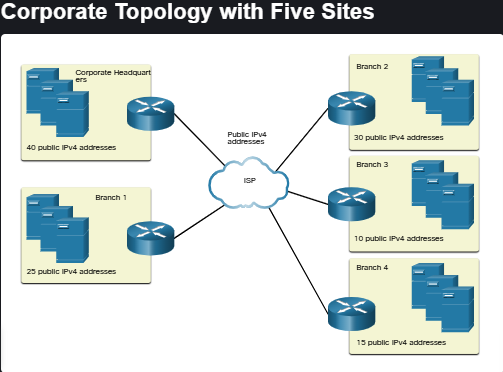 Corporate Topology with Five Sites
Corporate Headquart
ers
40 public IPv4 addresses
Branch 1
25 public IPv4 addresses
Public IPv4
addresses
ISP
Branch 2
30 public IPv4 addresses
Branch 3
10 public IPv4 addresses
Branch 4
15 public IPv4 addresses